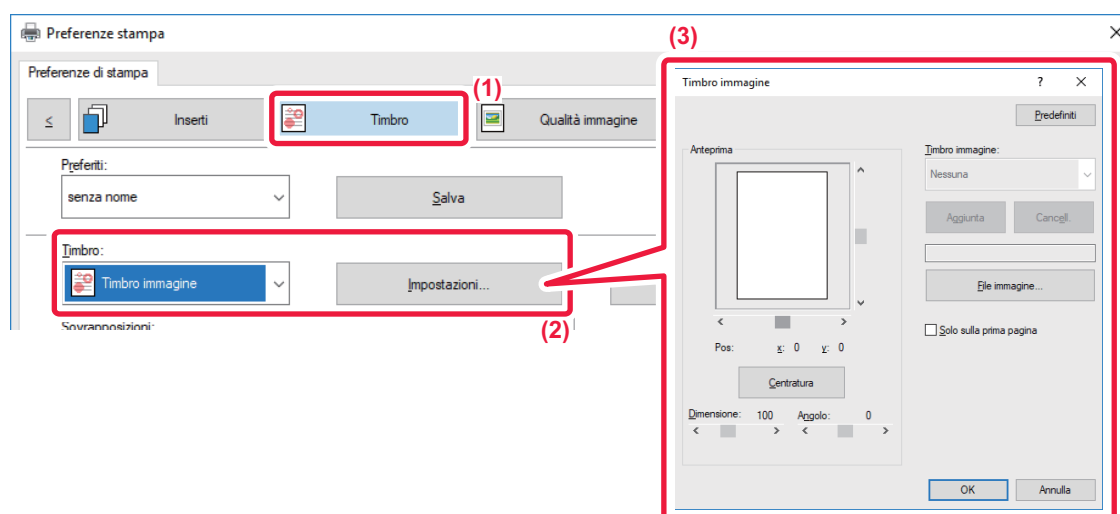 Preferenze stampa
Preferenze di stampa
(1)
<
Inserti
Timbro
Qualità immagine
Preferiti:
senza nome
Salva
Timbro:
Timbro immagine
Impostazioni...
(2)
Sovrapposizioni:
(3)
Timbro immagine
?
Predefiniti
Anteprima
Timbro immagine:
Nessuna
Aggiunta
Cancell.
File immagine...
Solo sulla prima pagina
Pos: x: 0 y: 0
Centratura
Dimensione: 100 Angolo: 0
OK
Annulla